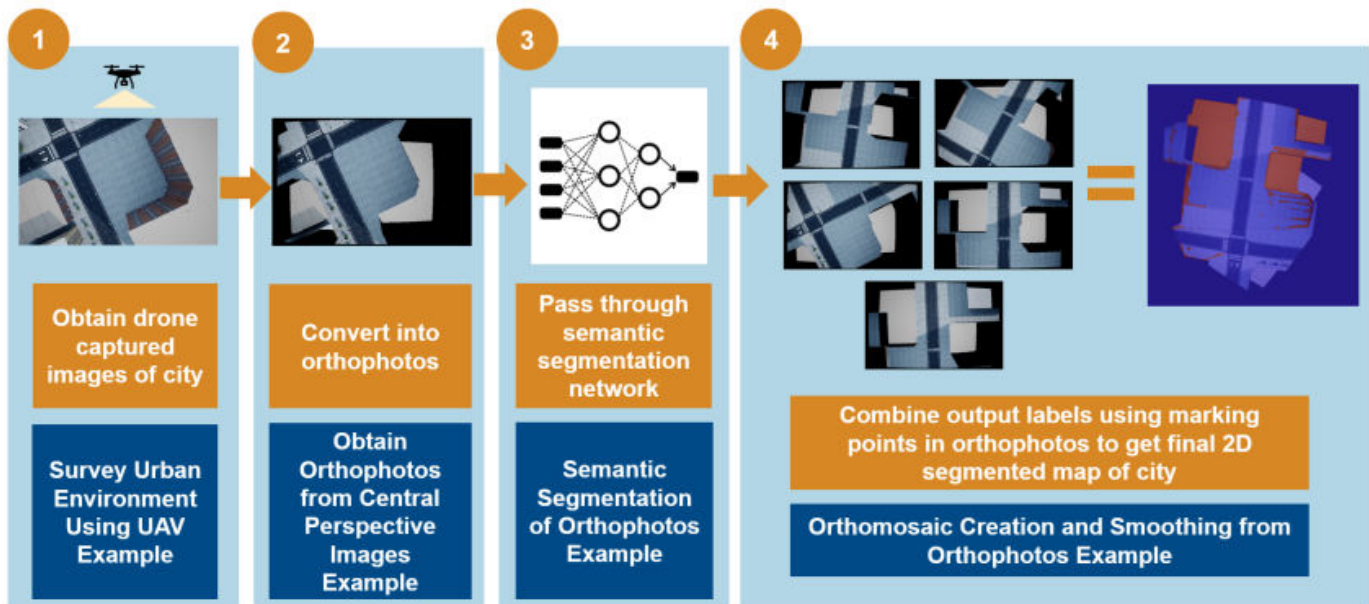 1
Obtain drone
captured
images of city
Survey Urban
Environment
Using UAV
Example
2
Convert into
orthophotos
Obtain
Orthophotos
from Central
Perspective
Images
Example
3
Pass through
semantic
segmentation
network
Semantic
Segmentation
of Orthophotos
Example
4
Combine output labels using marking
points in orthophotos to get final 2D
segmented map of city
Orthomosaic Creation and Smoothing from
Orthophotos Example